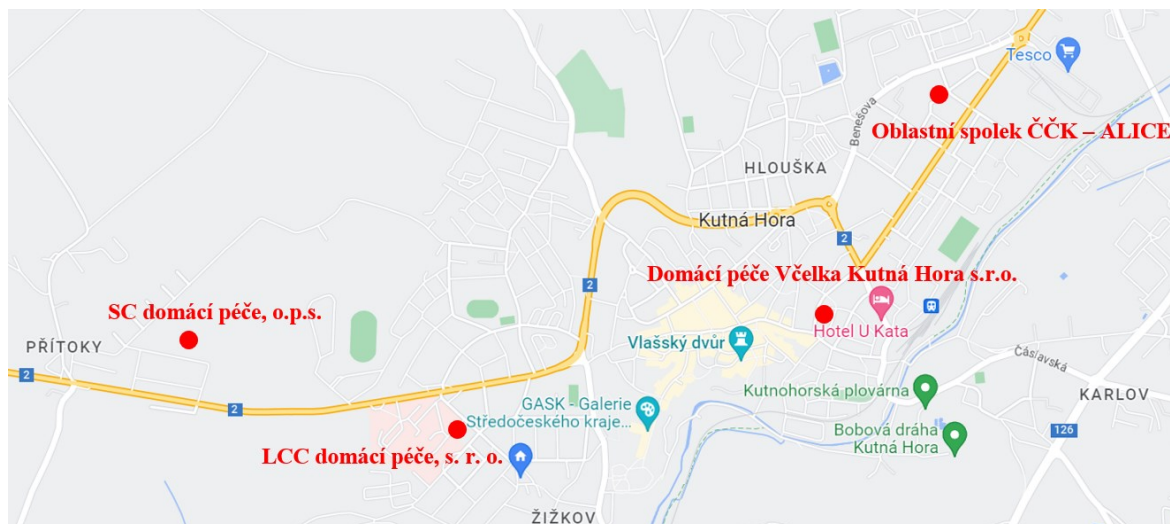 Tesco
Benešova
Oblastní spolek ČČK – ALICE
HLOUŠKA
Kutná Hora
2
2
Domácí péče Včelka Kutná Hora s.r.o.
SC domácí péče, o.p.s.
Hotel U Kata
PŘÍTOKY
Vlašský dvůr
Čáslavská
2
2
Kutnohorská plovárna
KARLOV
GASK - Galerie
Středočeského kraje...
126
Bobová dráha
Kutná Hora
LCC domácí péče, s. r. o.
ŽIŽKOV